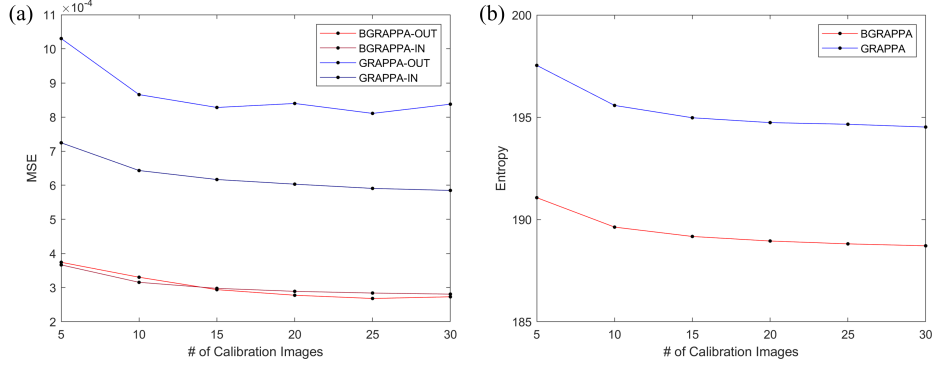 (a)
×10⁻⁴
11
10
9
8
7
6
5
4
3
2
MSE
5 10 15 20 25 30
# of Calibration Images
BGRAPPA-OUT
BGRAPPA-IN
GRAPPA-OUT
GRAPPA-IN
(b)
200
195
190
185
Entropy
5 10 15 20 25 30
# of Calibration Images
BGRAPPA
GRAPPA